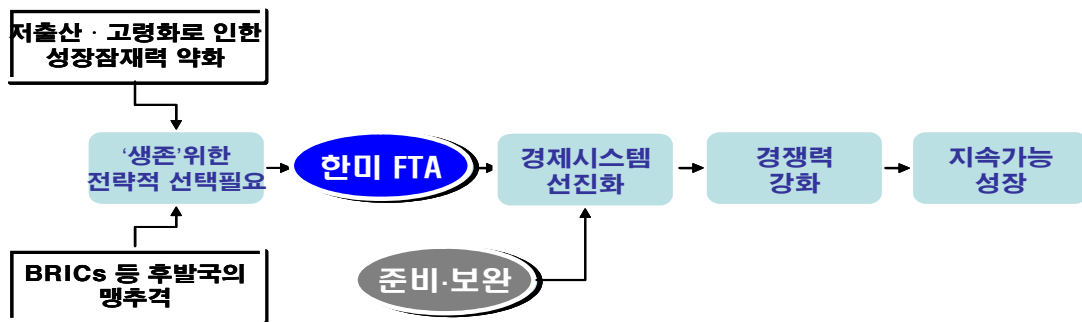 저출산 · 고령화로 인한
성장잠재력 약화
‘생존’위한
전략적 선택필요
BRICs 등 후발국의
맹추격
한미 FTA
준비·보완
경제시스템
선진화
경쟁력
강화
지속가능
성장